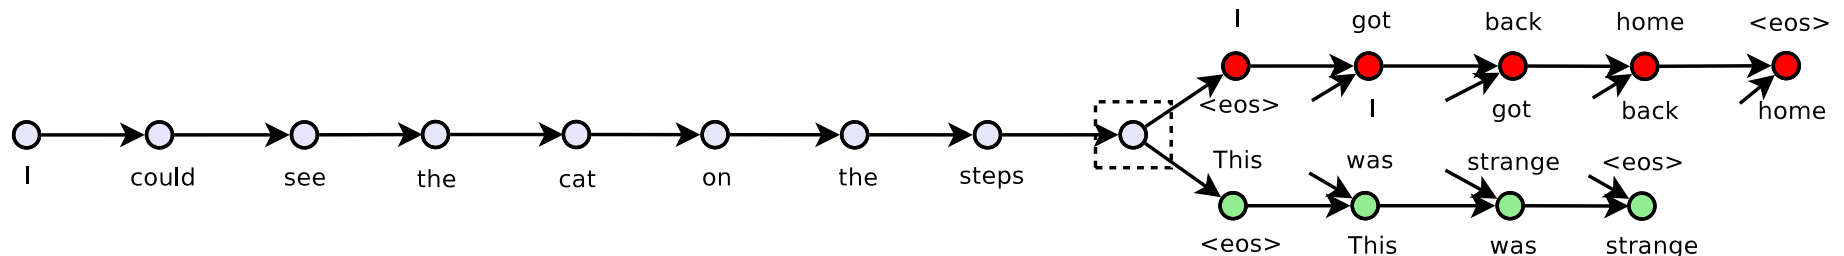 I got back home <eos>
<eos> I got back home
I could see the cat on the steps
This was strange <eos>
<eos> This was strange